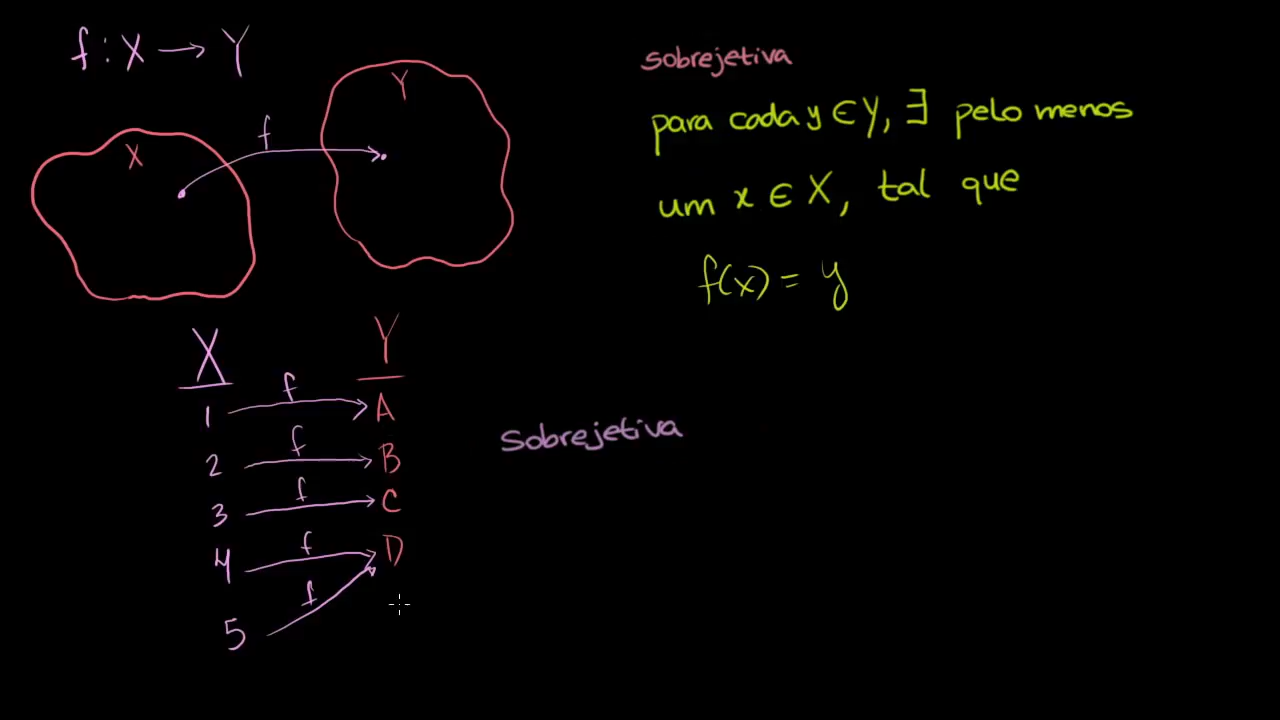 f : X → Y
X
f
Y
sobrejetiva
para cada y ∈ Y, ∃ pelo menos
um x ∈ X, tal que
f(x) = y
X Y
1 f A
2 f B
3 f C
4 f D
5 f
Sobrejetiva